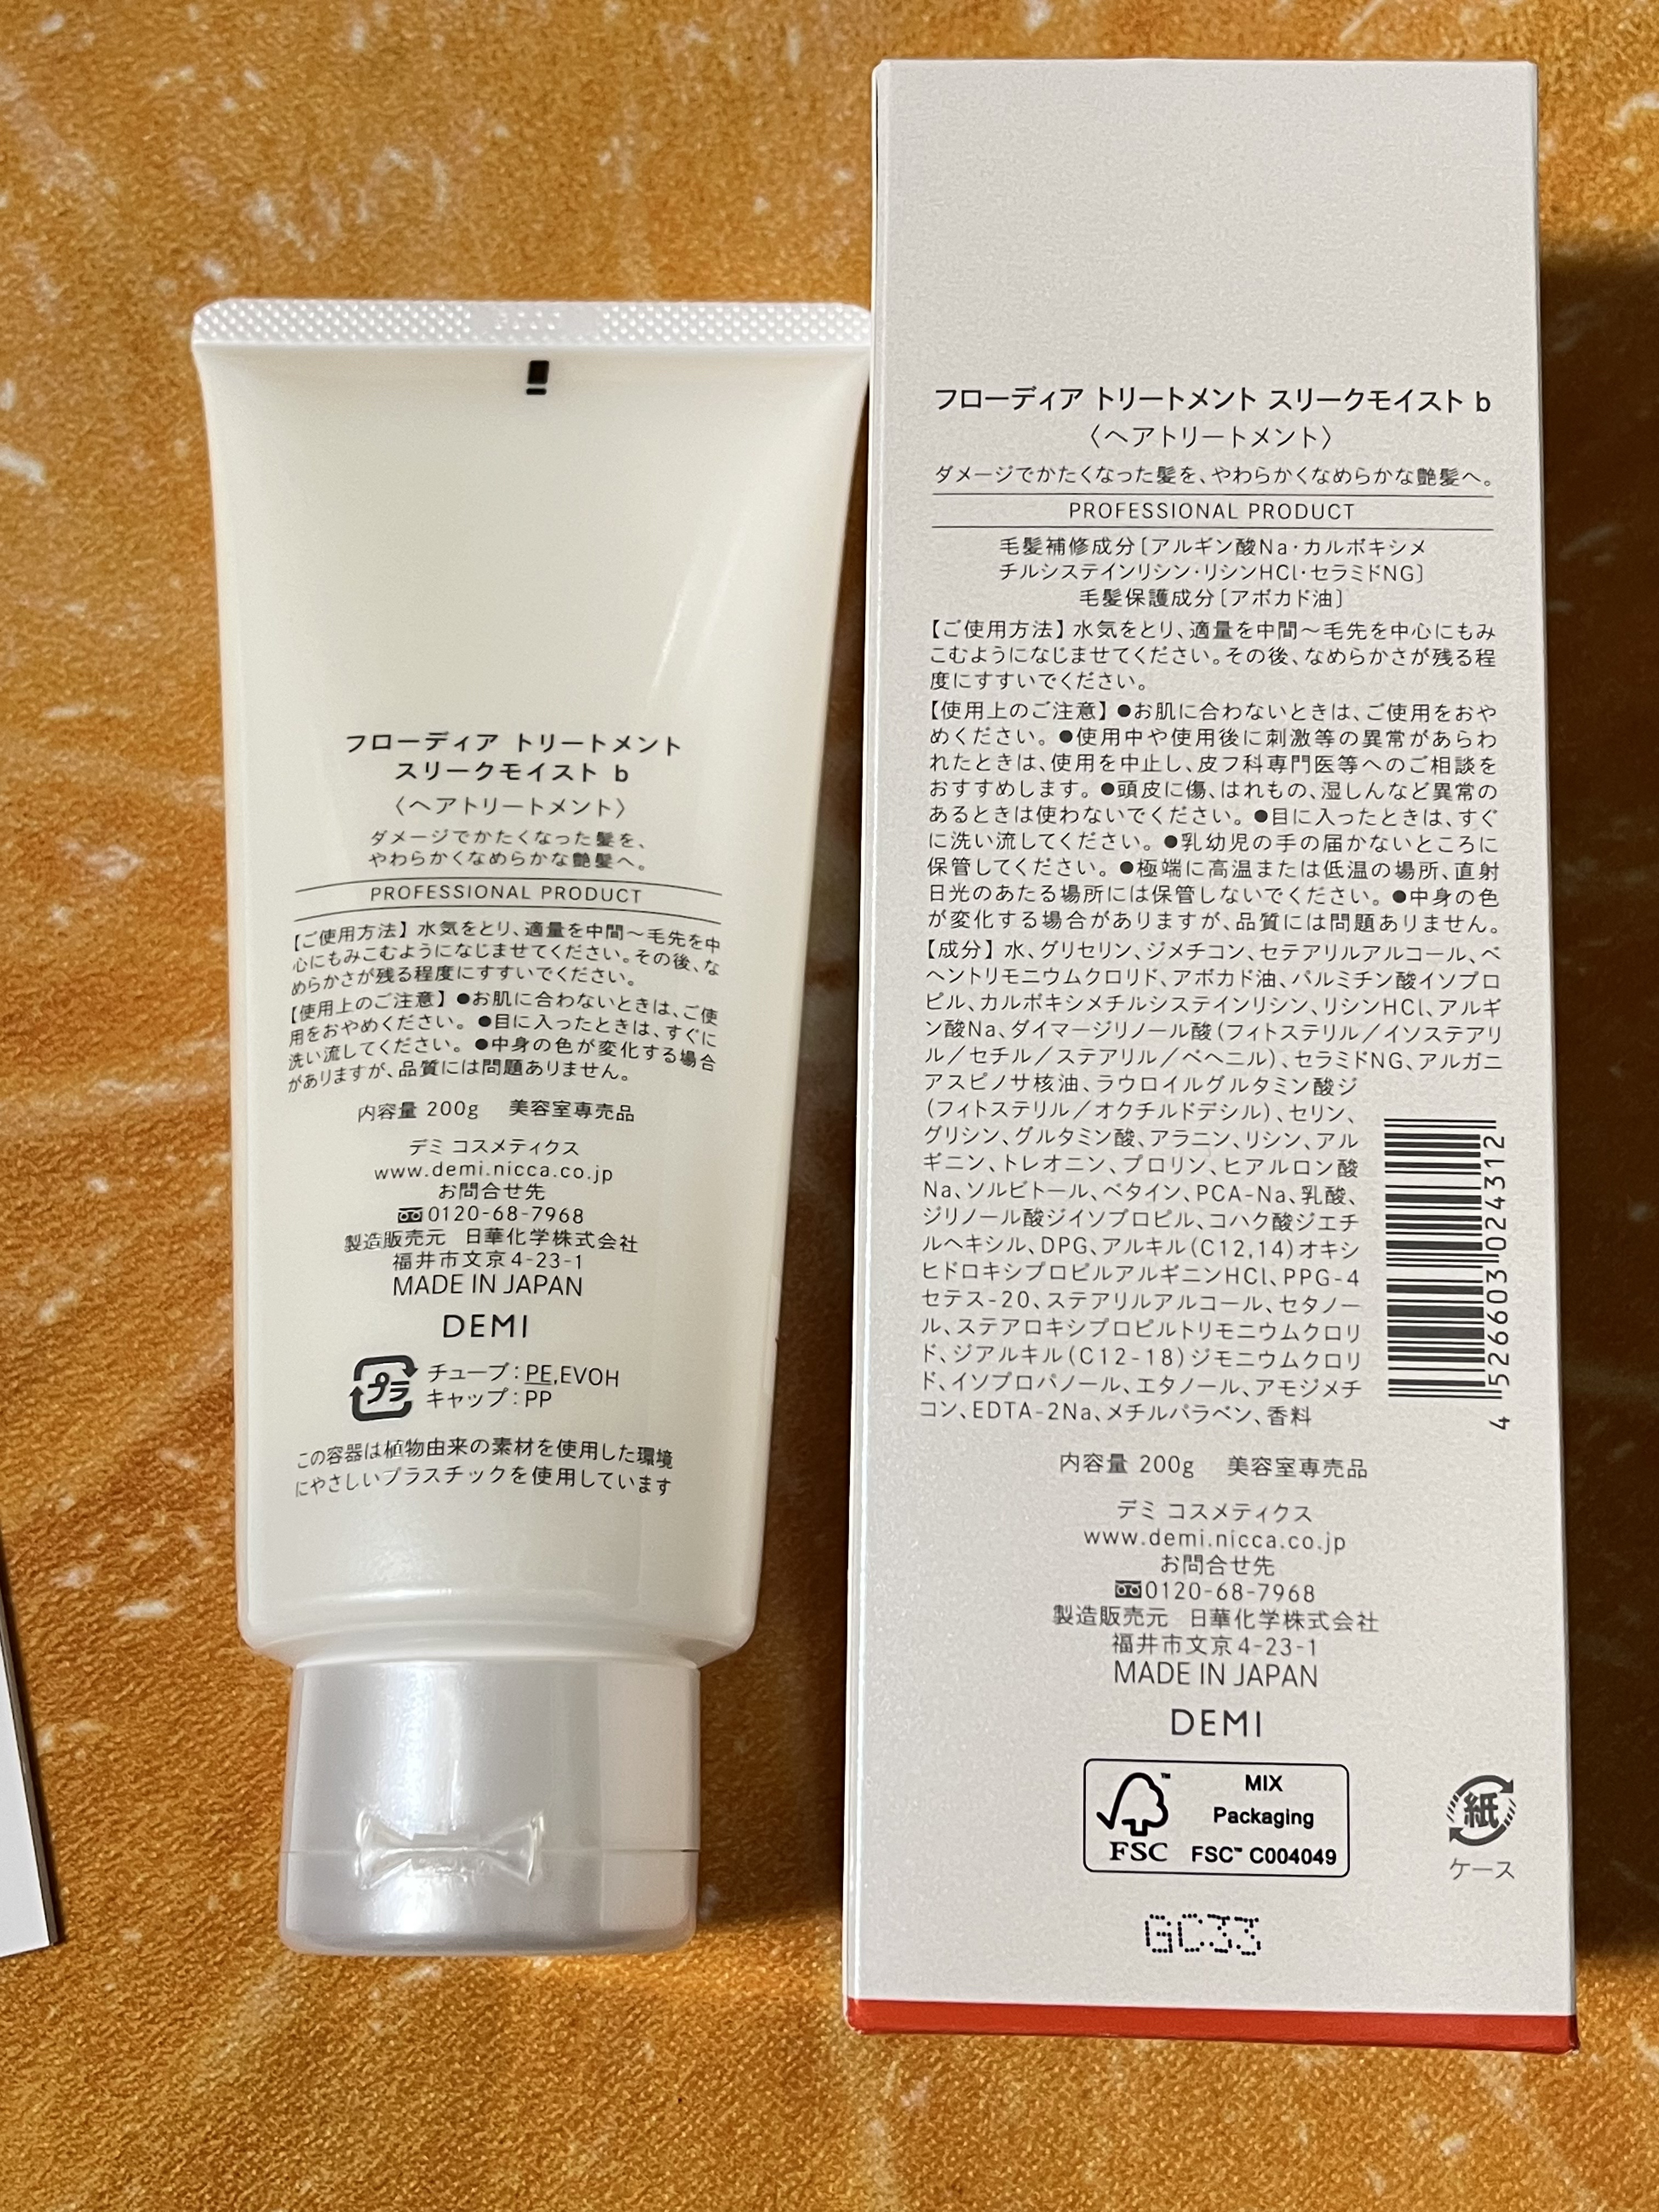 フローディア トリートメント
スリークモイスト b
〈ヘアトリートメント〉
ダメージでかたくなった髪を、
やわらかくなめらかな艶髪へ。
PROFESSIONAL PRODUCT
【ご使用方法】水気をとり、適量を中間～毛先を中
心にもみこむようになじませてください。その後、な
めらかさが残る程度にすすいでください。
【使用上のご注意】●お肌に合わないときは、ご使
用をおやめください。●目に入ったときは、すぐに
洗い流してください。●中身の色が変化する場合
がありますが、品質には問題ありません。
内容量 200g 美容室専売品
デミ コスメティクス
www.demi.nicca.co.jp
お問合せ先
0120-68-7968
製造販売元 日華化学株式会社
福井市文京4-23-1
MADE IN JAPAN
DEMI
プラ
チューブ：PE,EVOH
キャップ：PP
この容器は植物由来の素材を使用した環境
にやさしいプラスチックを使用しています
フローディア トリートメント スリークモイスト b
〈ヘアトリートメント〉
ダメージでかたくなった髪を、やわらかくなめらかな艶髪へ。
PROFESSIONAL PRODUCT
毛髪補修成分〔アルギン酸Na・カルボキシメ
チルシステインリシン・リシンHCl・セラミドNG〕
毛髪保護成分〔アボカド油〕
【ご使用方法】水気をとり、適量を中間～毛先を中心にもみ
こむようになじませてください。その後、なめらかさが残る程
度にすすいでください。
【使用上のご注意】●お肌に合わないときは、ご使用をおや
めください。●使用中や使用後に刺激等の異常があらわ
れたときは、使用を中止し、皮フ科専門医等へのご相談を
おすすめします。●頭皮に傷、はれもの、湿しんなど異常の
あるときは使わないでください。●目に入ったときは、すぐ
に洗い流してください。●乳幼児の手の届かないところに
保管してください。●極端に高温または低温の場所、直射
日光のあたる場所には保管しないでください。●中身の色
が変化する場合がありますが、品質には問題ありません。
【成分】水、グリセリン、ジメチコン、セテアリルアルコール、ベ
ヘントリモニウムクロリド、アボカド油、パルミチン酸イソプロ
ピル、カルボキシメチルシステインリシン、リシンHCl、アルギ
ン酸Na、ダイマージリノール酸（フィトステリル／イソステアリ
ル／セチル／ステアリル／ベヘニル）、セラミドNG、アルガニ
アスピノサ核油、ラウロイルグルタミン酸ジ
（フィトステリル／オクチルドデシル）、セリン、
グリシン、グルタミン酸、アラニン、リシン、アル
ギニン、トレオニン、プロリン、ヒアルロン酸
Na、ソルビトール、ベタイン、PCA-Na、乳酸、
ジリノール酸ジイソプロピル、コハク酸ジエチ
ルヘキシル、DPG、アルキル（C12,14）オキシ
ヒドロキシプロピルアルギニンHCl、PPG-4
セテス-20、ステアリルアルコール、セタノー
ル、ステアロキシプロピルトリモニウムクロリ
ド、ジアルキル（C12-18）ジモニウムクロリ
ド、イソプロパノール、エタノール、アモジメチ
コン、EDTA-2Na、メチルパラベン、香料
4 526603 024312
内容量 200g 美容室専売品
デミ コスメティクス
www.demi.nicca.co.jp
お問合せ先
0120-68-7968
製造販売元 日華化学株式会社
福井市文京4-23-1
MADE IN JAPAN
DEMI
FSC
MIX
Packaging
FSC™ C004049
紙
ケース
GC33